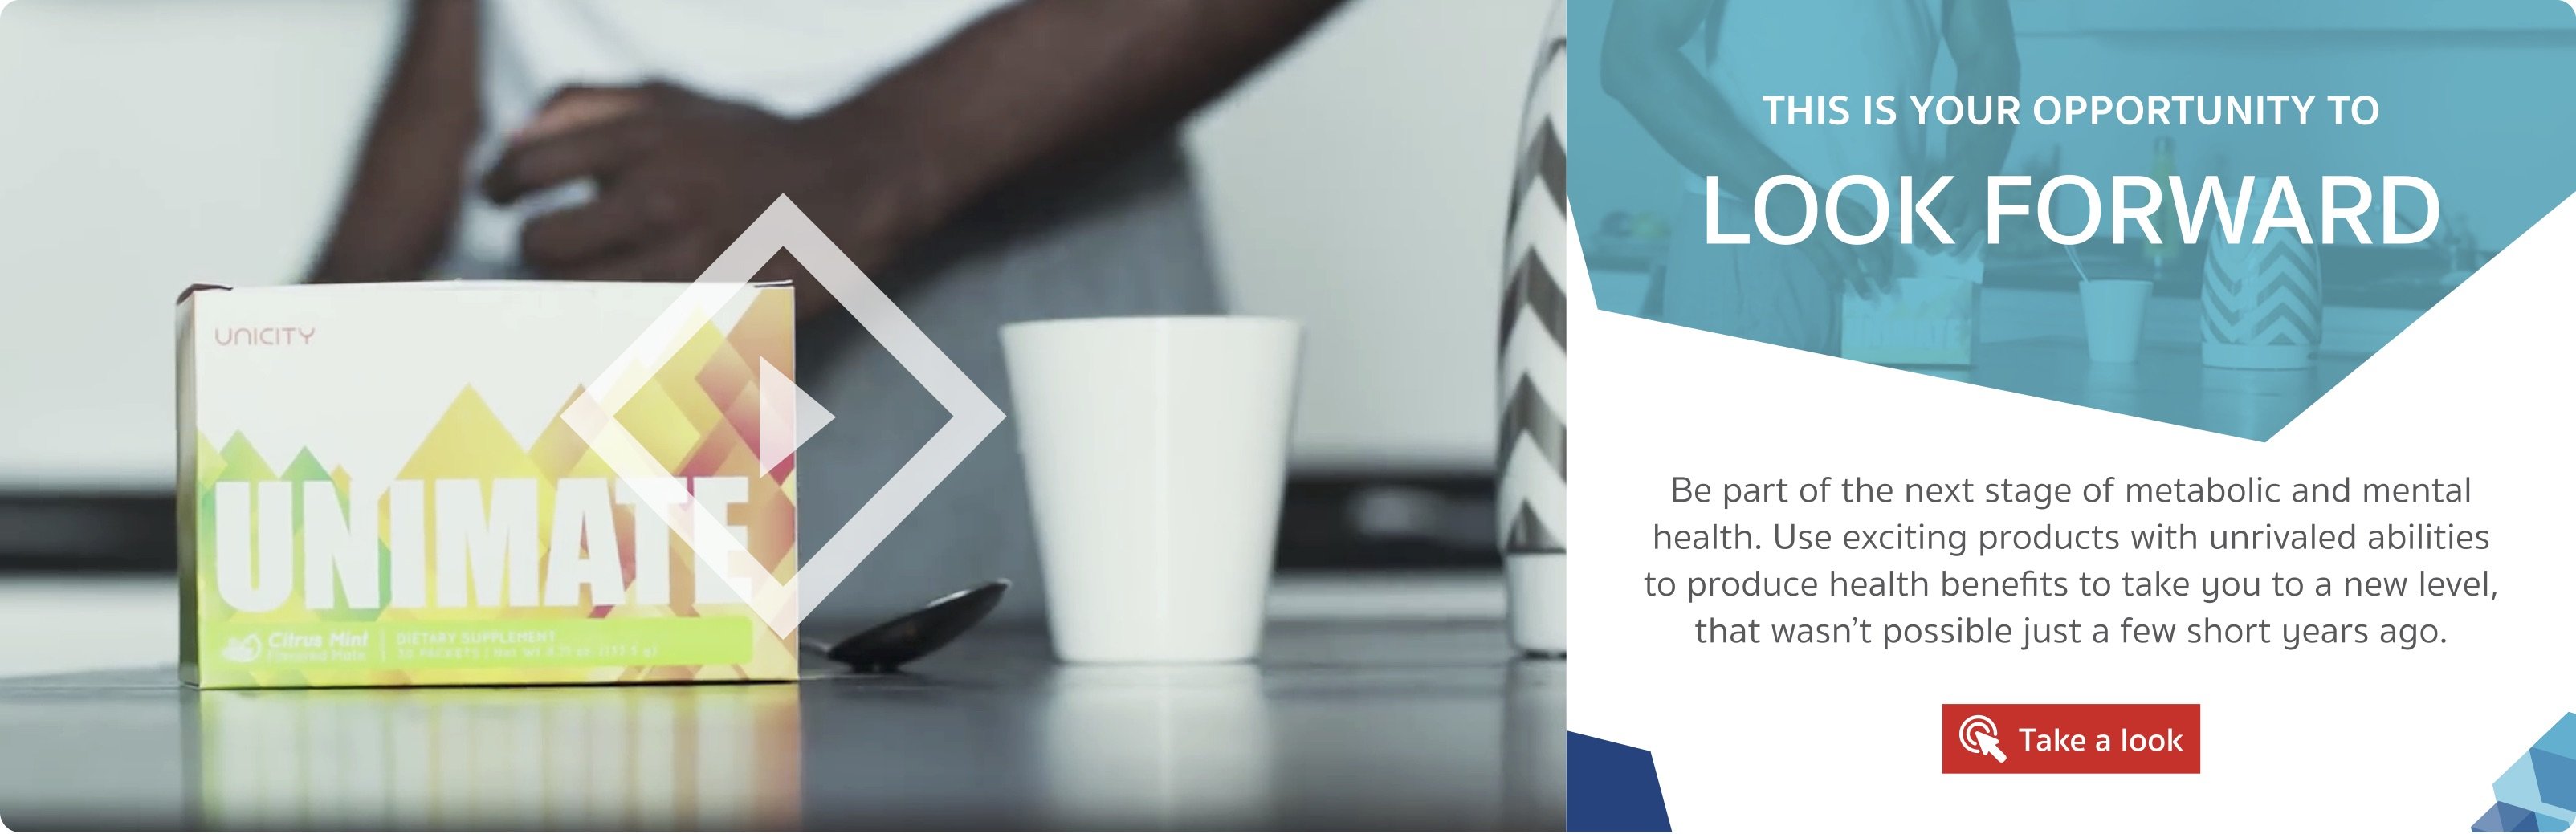 UNICITY
UNIMATE
Citrus Mint
Flavored Mate
DIETARY SUPPLEMENT
THIS IS YOUR OPPORTUNITY TO
LOOK FORWARD
Be part of the next stage of metabolic and mental
health. Use exciting products with unrivaled abilities
to produce health benefits to take you to a new level,
that wasn’t possible just a few short years ago.
Take a look